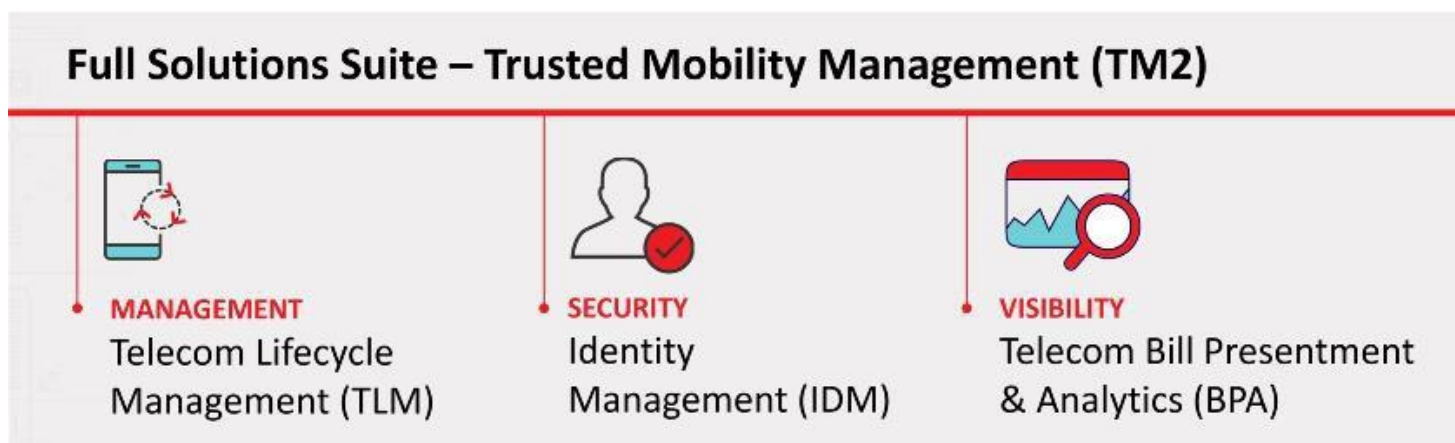 Full Solutions Suite – Trusted Mobility Management (TM2)
MANAGEMENT
Telecom Lifecycle
Management (TLM)
SECURITY
Identity
Management (IDM)
VISIBILITY
Telecom Bill Presentment
& Analytics (BPA)